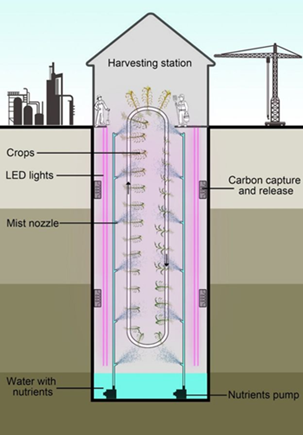 Harvesting station
Crops
LED lights
Carbon capture
and release
Mist nozzle
Water with
nutrients
Nutrients pump